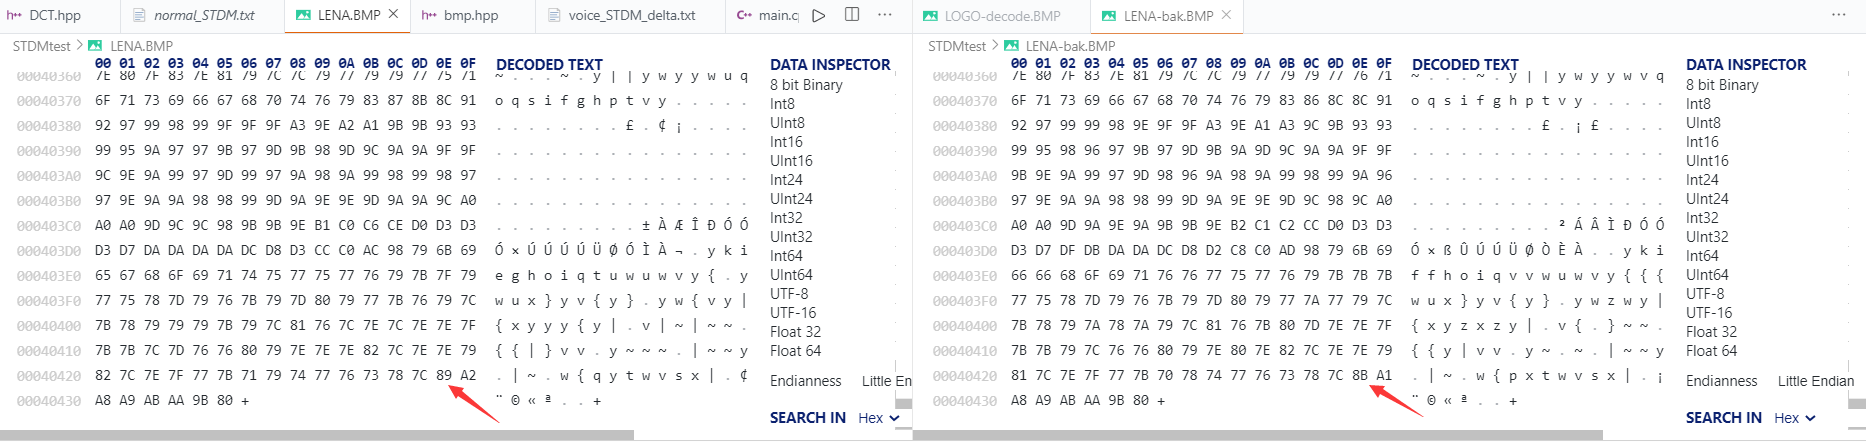 DCT.hpp normal_STDM.txt LENA.BMP bmp.hpp voice_STDM_delta.txt main.c
STDMtest > LENA.BMP
00 01 02 03 04 05 06 07 08 09 0A 0B 0C 0D 0E 0F DECODED TEXT DATA INSPECTOR
00040360 7E 80 7F 83 7E 81 79 7C 7C 79 77 79 79 77 75 71 ~ . . . ~ . y | | y w y y w u q
8 bit Binary
00040370 6F 71 73 69 66 67 68 70 74 76 79 83 87 8B 8C 91 o q s i f g h p t v y . . . . .
Int8
UInt8
00040380 92 97 99 98 99 9F 9F 9F A3 9E A2 A1 9B 9B 93 93 . . . . . . . . £ . ¢ ¡ . . . .
Int16
00040390 99 95 9A 97 97 9B 97 9D 9B 98 9D 9C 9A 9A 9F 9F . . . . . . . . . . . . . . . .
UInt16
000403A0 9C 9E 9A 99 97 9D 99 97 9A 98 9A 99 98 99 98 97 . . . . . . . . . . . . . . . .
Int24
UInt24
000403B0 97 9E 9A 9A 98 98 99 9D 9A 9E 9E 9D 9A 9A 9C A0 . . . . . . . . . . . . . . .
Int32
000403C0 A0 A0 9D 9C 9C 98 9B 9B 9E B1 C0 C6 CE D0 D3 D3 . . . . . . . ± À Æ Î Ð Ó Ó
UInt32
000403D0 D3 D7 DA DA DA DA DC D8 D3 CC C0 AC 98 79 6B 69 Ó × Ú Ú Ú Ú Ü Ø Ó Ì À ¬ . y k i
Int64
000403E0 65 67 68 6F 69 71 74 75 77 75 77 76 79 7B 7F 79 e g h o i q t u w u w v y { . y
UInt64
UTF-8
000403F0 77 75 78 7D 79 76 7B 79 7D 80 79 77 7B 76 79 7C w u x } y v { y } . y w { v y |
UTF-16
00040400 7B 78 79 79 79 7B 79 7C 81 76 7C 7E 7C 7E 7E 7F { x y y y { y | . v | ~ | ~ ~ .
Float 32
00040410 7B 7B 7C 7D 76 76 80 79 7E 7E 7E 82 7C 7E 7E 79 { { | } v v . y ~ ~ ~ . | ~ ~ y
Float 64
00040420 82 7C 7E 7F 77 7B 71 79 74 77 76 73 78 7C 89 A2 . | ~ . w { q y t w v s x | . ¢
Endianness Little En
00040430 A8 A9 AB AA 9B 80 + ¨ © « ª . . +
SEARCH IN Hex
LOGO-decode.BMP LENA-bak.BMP
STDMtest > LENA-bak.BMP
00 01 02 03 04 05 06 07 08 09 0A 0B 0C 0D 0E 0F DECODED TEXT DATA INSPECTOR
00040360 7E 80 7F 83 7E 81 79 7C 7C 79 77 79 79 77 76 71 ~ . . . ~ . y | | y w y y w v q
8 bit Binary
00040370 6F 71 73 69 66 67 68 70 74 76 79 83 86 8C 8C 91 o q s i f g h p t v y . . . . .
Int8
UInt8
00040380 92 97 99 99 98 9E 9F 9F A3 9E A1 A3 9C 9B 93 93 . . . . . . . . £ . ¡ £ . . . .
Int16
00040390 99 95 98 96 97 9B 97 9D 9B 9A 9D 9C 9A 9A 9F 9F . . . . . . . . . . . . . . . .
UInt16
000403A0 9B 9E 9A 99 97 9D 98 96 9A 98 9A 99 98 99 9A 96 . . . . . . . . . . . . . . . .
Int24
UInt24
000403B0 97 9E 9A 9A 98 98 99 9D 9A 9E 9E 9D 9C 98 9C A0 . . . . . . . . . . . . . . .
Int32
000403C0 A0 A0 9D 9A 9E 9A 9B 9B 9E B2 C1 C2 CC D0 D3 D3 . . . . . . . ² Á Â Ì Ð Ó Ó
UInt32
000403D0 D3 D7 DF DB DA DA DC D8 D2 C8 C0 AD 98 79 6B 69 Ó × ß Û Ú Ú Ü Ø Ò È À . . y k i
Int64
000403E0 66 66 68 6F 69 71 76 76 77 75 77 76 79 7B 7B 7B f f h o i q v v w u w v y { { {
UInt64
UTF-8
000403F0 77 75 78 7D 79 76 7B 79 7D 80 79 77 7A 77 79 7C w u x } y v { y } . y w z w y |
UTF-16
00040400 7B 78 79 7A 78 7A 79 7C 81 76 7B 80 7D 7E 7E 7F { x y z x z y | . v { . } ~ ~ .
Float 32
00040410 7B 7B 79 7C 76 76 80 79 7E 80 7E 82 7C 7E 7E 79 { { y | v v . y ~ . ~ . | ~ ~ y
Float 64
00040420 81 7C 7E 7F 77 7B 70 78 74 77 76 73 78 7C 8B A1 . | ~ . w { p x t w v s x | . ¡
Endianness Little Endian
00040430 A8 A9 AB AA 9B 80 + ¨ © « ª . . +
SEARCH IN Hex